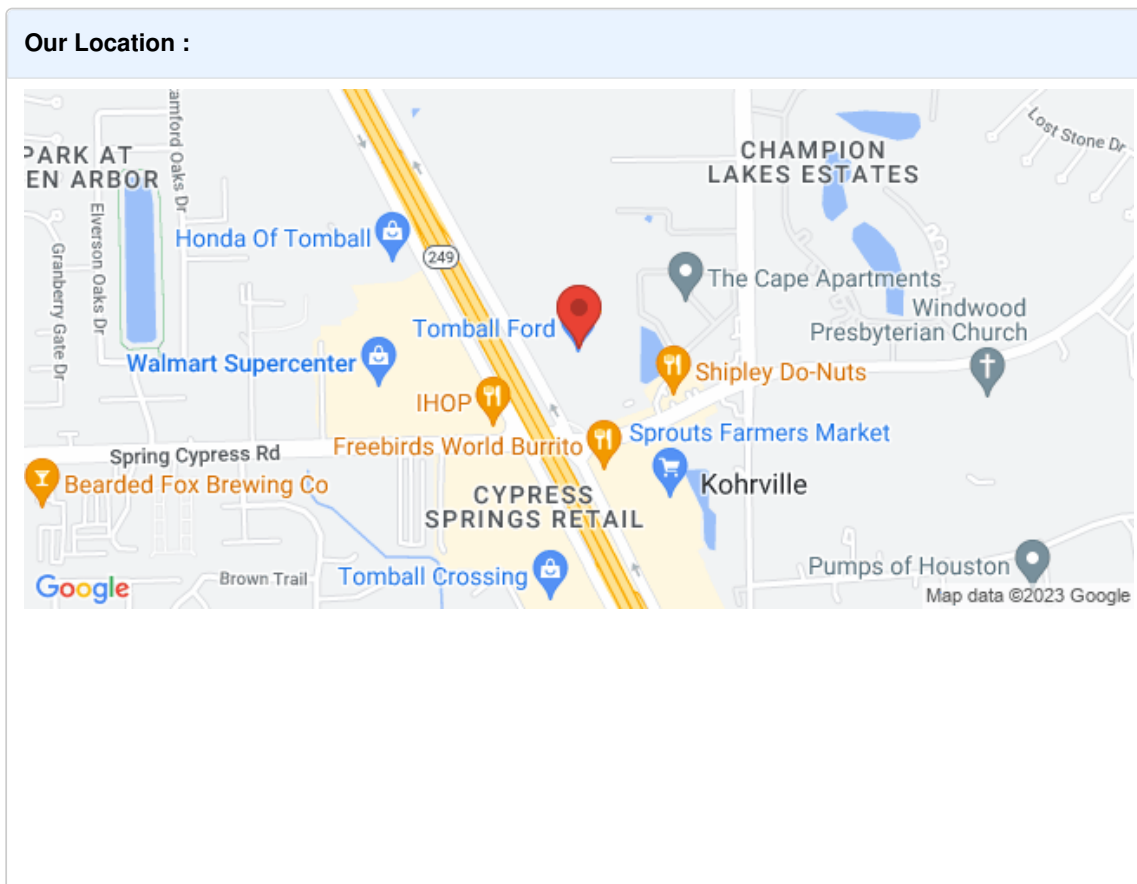 Our Location :
PARK AT
EN ARBOR
amford Oaks Dr
Elverson Oaks Dr
Granberry Gate Dr
Honda Of Tomball
249
CHAMPION
LAKES ESTATES
Lost Stone Dr
The Cape Apartments
Windwood
Presbyterian Church
Tomball Ford
Walmart Supercenter
Shipley Do-Nuts
IHOP
Freebirds World Burrito
Sprouts Farmers Market
Spring Cypress Rd
Bearded Fox Brewing Co
Kohrville
CYPRESS
SPRINGS RETAIL
Brown Trail
Tomball Crossing
Pumps of Houston
Google
Map data ©2023 Google